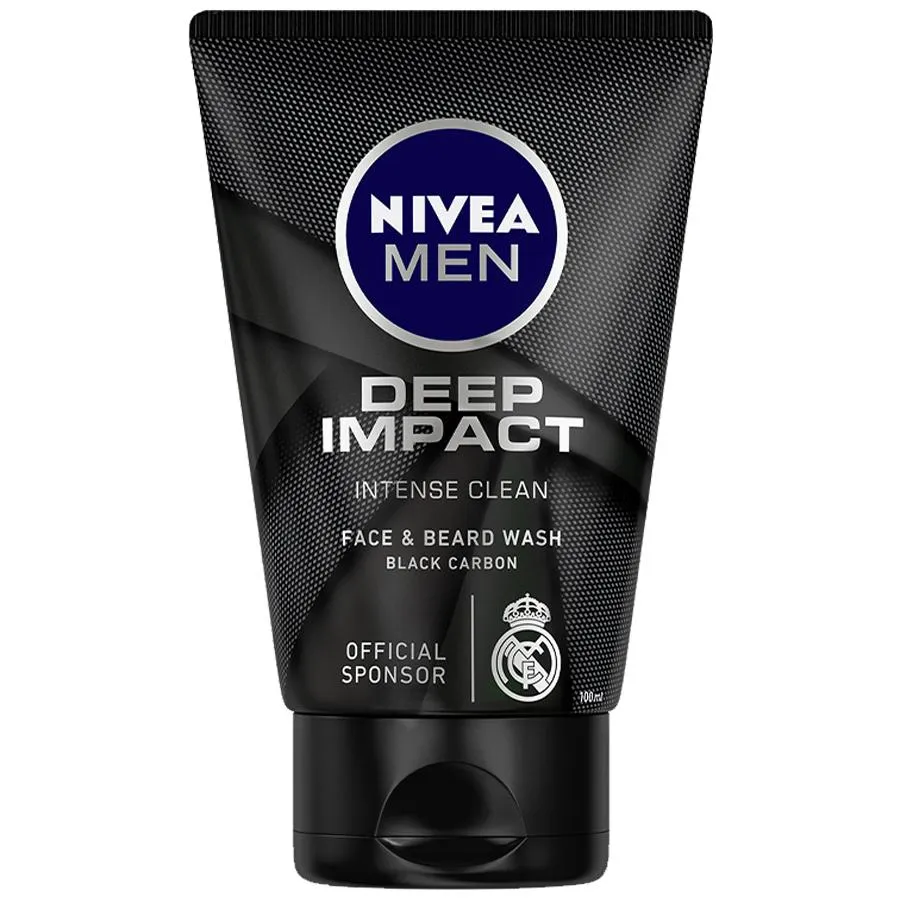 NIVEA
MEN
DEEP
IMPACT
INTENSE CLEAN
FACE & BEARD WASH
BLACK CARBON
OFFICIAL
SPONSOR
100ml